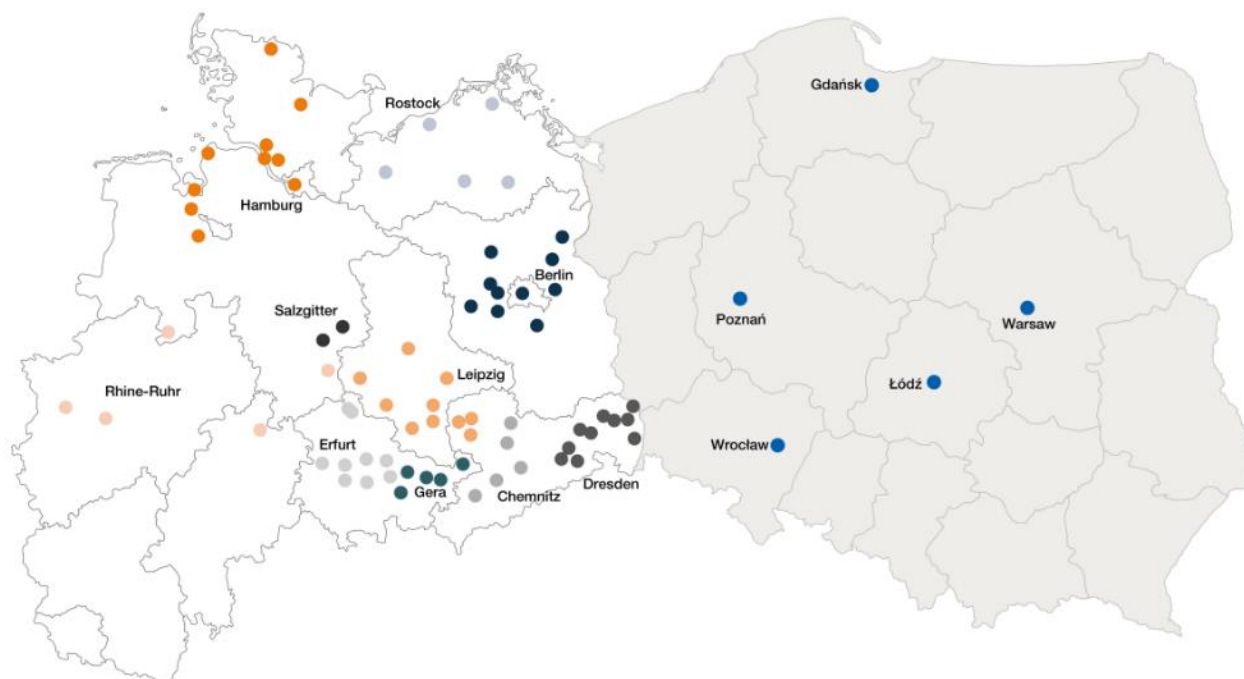 Gdańsk
Rostock
Hamburg
Berlin
Salzgitter
Poznań
Warsaw
Leipzig
Łódź
Rhine-Ruhr
Erfurt
Wrocław
Gera
Chemnitz
Dresden